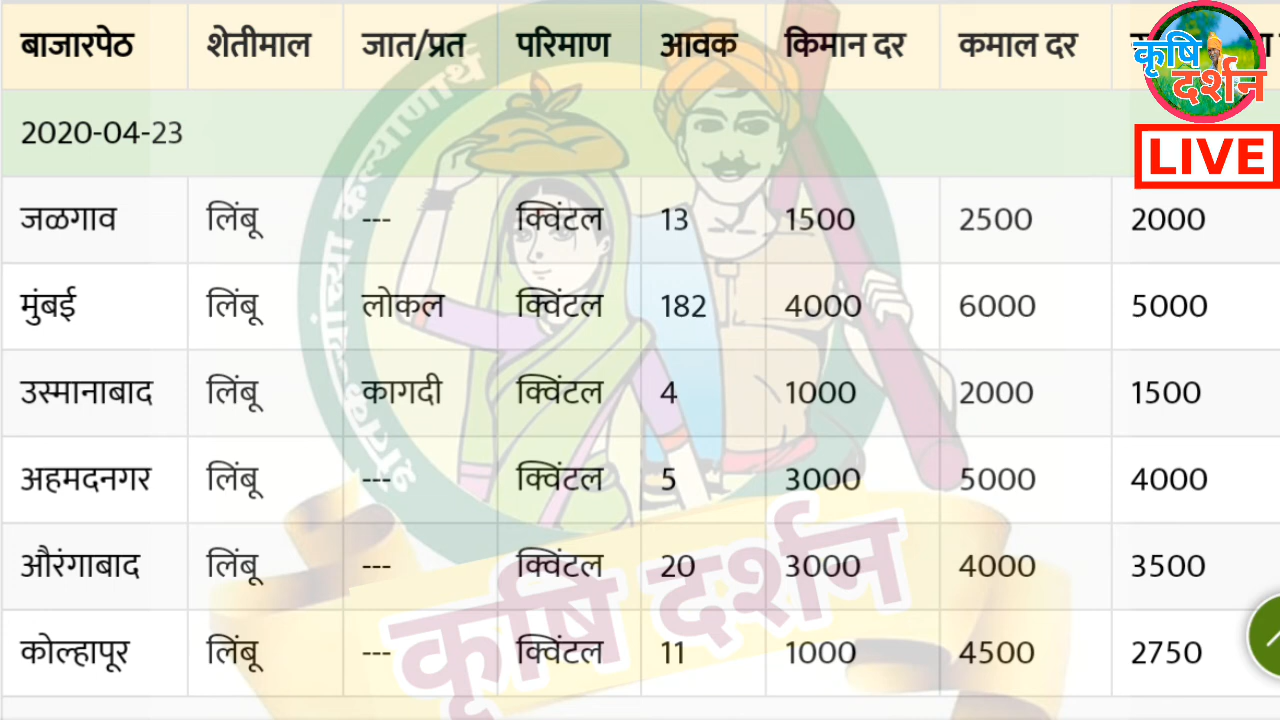 बाजारपेठ शेतीमाल जात/प्रत परिमाण आवक किमान दर कमाल दर
कृषि दर्शन
LIVE
2020-04-23
जळगाव लिंबू --- क्विंटल 13 1500 2500 2000
मुंबई लिंबू लोकल क्विंटल 182 4000 6000 5000
उस्मानाबाद लिंबू कागदी क्विंटल 4 1000 2000 1500
अहमदनगर लिंबू --- क्विंटल 5 3000 5000 4000
औरंगाबाद लिंबू --- क्विंटल 20 3000 4000 3500
कोल्हापूर लिंबू --- क्विंटल 11 1000 4500 2750
कृषि दर्शन